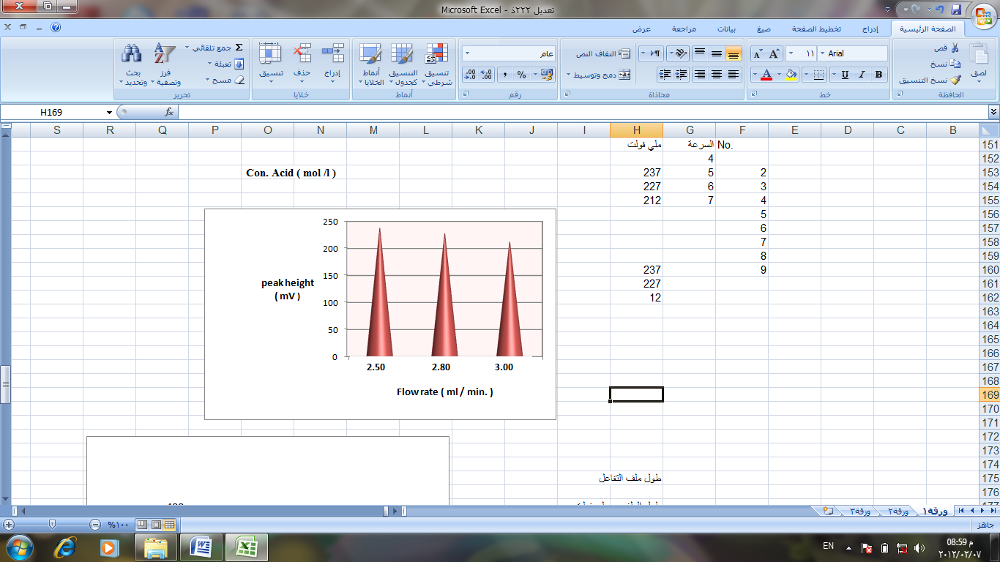 تعديل ٢٢٢ذ - Microsoft Excel
الصفحة الرئيسية إدراج تخطيط الصفحة صيغ بيانات مراجعة عرض
لصق قص
نسخ
نسخ التنسيق
الحافظة
Arial ١١
B I U
خط
التفاف النص
دمج وتوسيط
محاذاة
عام
رقم
تنسيق شرطي
التنسيق كجدول
أنماط الخلايا
أنماط
إدراج حذف تنسيق
خلايا
جمع تلقائي
تعبئة
مسح
فرز وتصفية
بحث وتحديد
تحرير
H169 fx
S R Q P O N M L K J I H G F E D C B
151 No. السرعة ملي فولت
152 4
153 2 5 237
Con. Acid ( mol /l )
154 3 6 227
155 4 7 212
156 5
157 6
158 7
159 8
160 9 237
161 227
162 12
163
164
165
166
167
168
169
170
171
172
173
174
175 طول ملف التفاعل
176
250
200
150
100
50
0
peak height
( mV )
2.50 2.80 3.00
Flow rate ( ml / min. )
ورقة١ ورقة٢ ورقة٣
جاهز
%١٠٠
EN
08:59 م
٢٠١٢/٠٢/٠٧